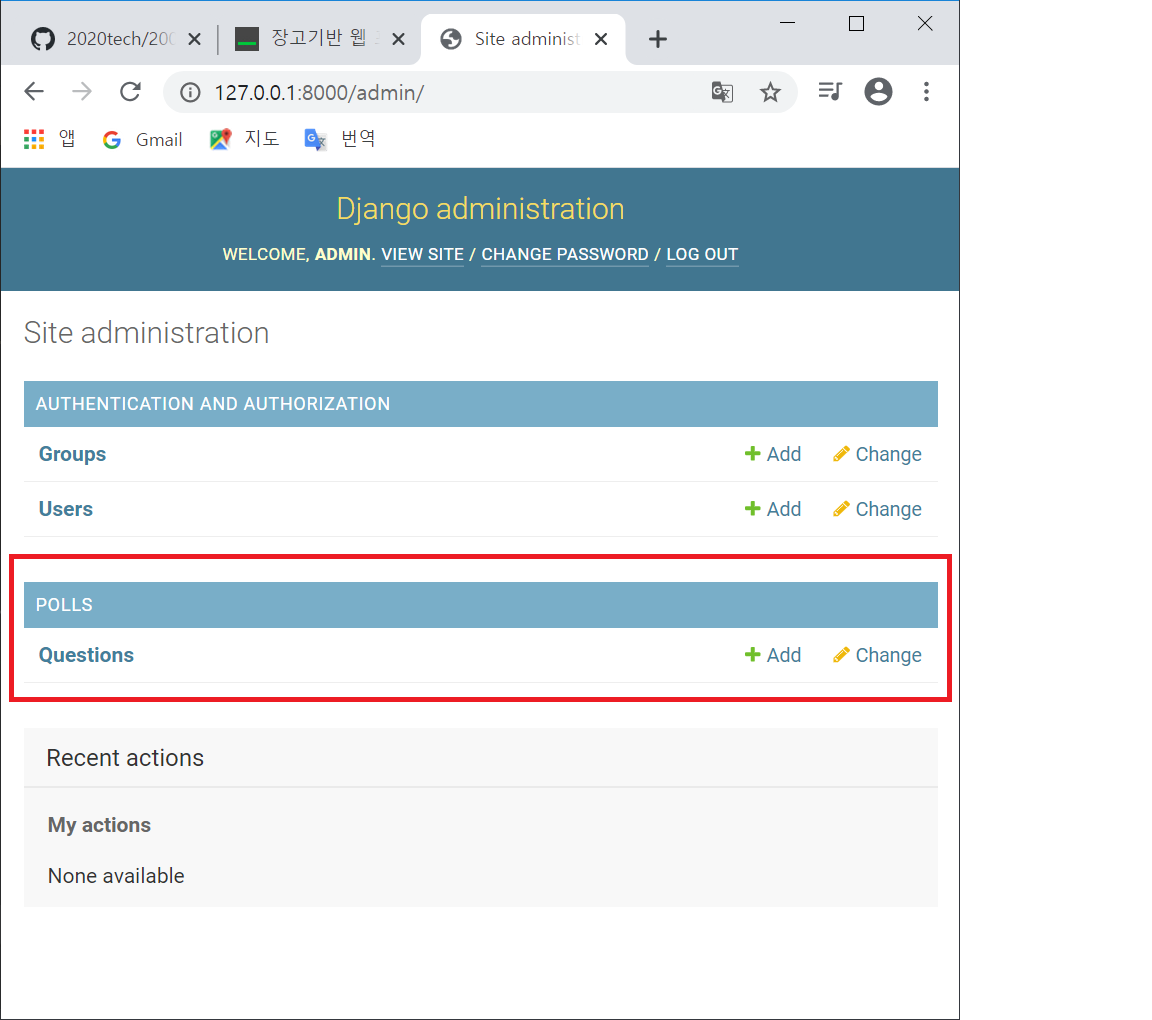 2020tech/200
장고기반 웹
Site administ
127.0.0.1:8000/admin/
앱 Gmail 지도 번역
Django administration
WELCOME, ADMIN. VIEW SITE / CHANGE PASSWORD / LOG OUT
Site administration
AUTHENTICATION AND AUTHORIZATION
Groups Add Change
Users Add Change
POLLS
Questions Add Change
Recent actions
My actions
None available